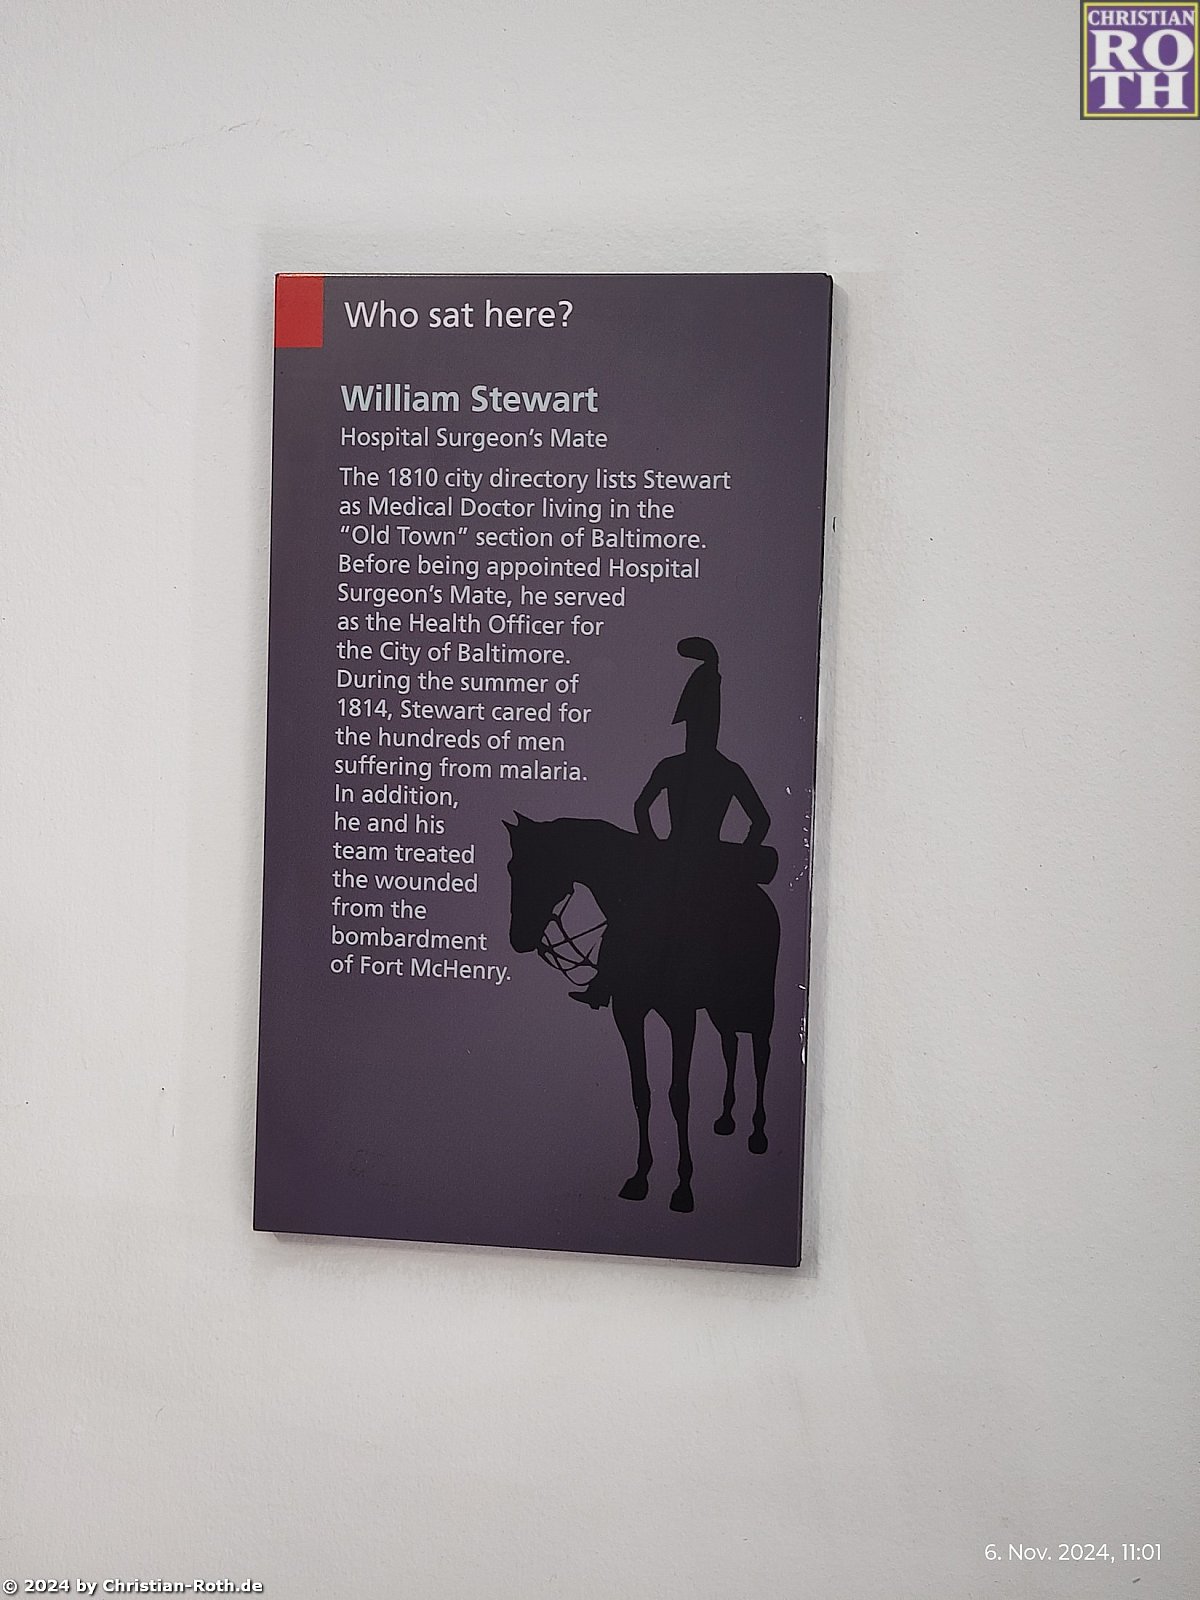 CHRISTIAN
RO
TH
Who sat here?
William Stewart
Hospital Surgeon's Mate
The 1810 city directory lists Stewart
as Medical Doctor living in the
“Old Town” section of Baltimore.
Before being appointed Hospital
Surgeon's Mate, he served
as the Health Officer for
the City of Baltimore.
During the summer of
1814, Stewart cared for
the hundreds of men
suffering from malaria.
In addition,
he and his
team treated
the wounded
from the
bombardment
of Fort McHenry.
6. Nov. 2024, 11:01
© 2024 by Christian-Roth.de